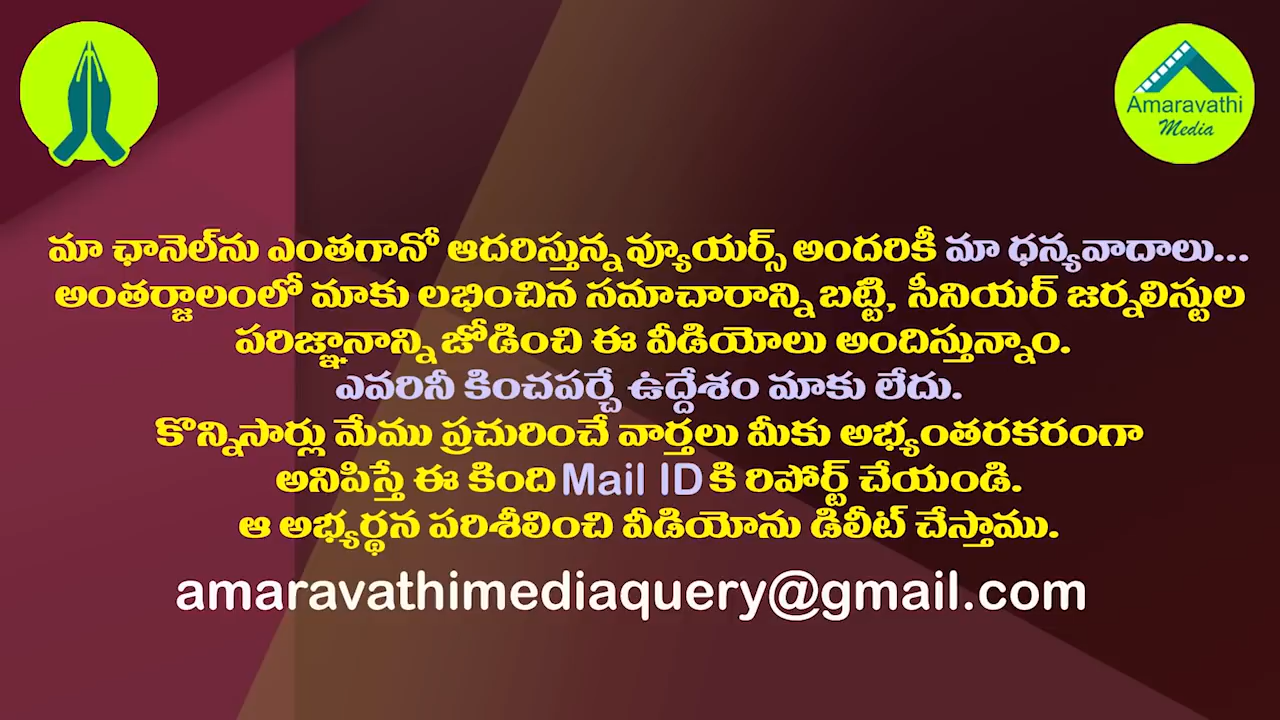 Amaravathi
Media
మా ఛానెల్‌ను ఎంతగానో ఆదరిస్తున్న వ్యూయర్స్ అందరికీ మా ధన్యవాదాలు...
అంతర్జాలంలో మాకు లభించిన సమాచారాన్ని బట్టి, సీనియర్ జర్నలిస్టుల
పరిజ్ఞానాన్ని జోడించి ఈ వీడియోలు అందిస్తున్నాం.
ఎవరినీ కించపర్చే ఉద్దేశం మాకు లేదు.
కొన్నిసార్లు మేము ప్రచురించే వార్తలు మీకు అభ్యంతరకరంగా
అనిపిస్తే ఈ కింది Mail ID కి రిపోర్ట్ చేయండి.
ఆ అభ్యర్థన పరిశీలించి వీడియోను డిలీట్ చేస్తాము.
amaravathimediaquery@gmail.com